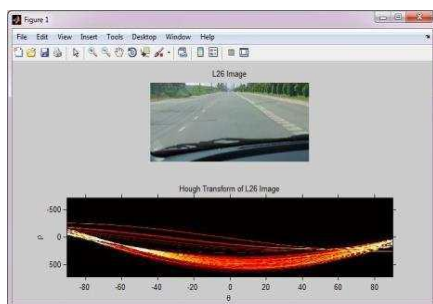 Figure 1
File Edit View Insert Tools Desktop Window Help
L26 Image
Hough Transform of L26 Image
-500
0
500
ρ
-80 -60 -40 -20 0 20 40 60 80
θ